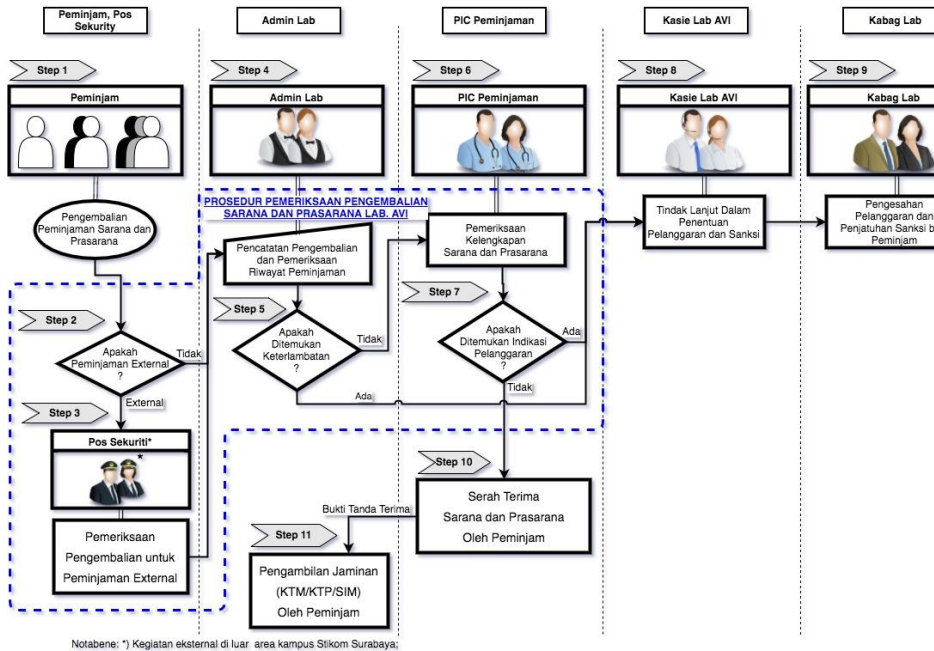 Peminjam, Pos
Sekurity
Admin Lab
PIC Peminjaman
Kasie Lab AVI
Kabag Lab
Step 1
Step 4
Step 6
Step 8
Step 9
Peminjam
Admin Lab
PIC Peminjaman
Kasie Lab AVI
Kabag Lab
PROSEDUR PEMERIKSAAN PENGEMBALIAN
SARANA DAN PRASARANA LAB. AVI
Pengembalian
Peminjaman Sarana dan
Prasarana
Pencatatan Pengembalian
dan Pemeriksaan
Riwayat Peminjaman
Pemeriksaan
Kelengkapan
Sarana dan Prasarana
Tindak Lanjut Dalam
Penentuan
Pelanggaran dan Sanksi
Pengesahan
Pelanggaran dan
Penjatuhan Sanksi b
Peminjam
Step 2
Step 5
Step 7
Apakah
Peminjaman External
?
Tidak
Apakah
Ditemukan
Keterlambatan
?
Tidak
Apakah
Ditemukan Indikasi
Pelanggaran
?
Ada
Tidak
Ada
External
Step 3
Pos Sekuriti*
*
Pemeriksaan
Pengembalian untuk
Peminjaman External
Step 10
Serah Terima
Sarana dan Prasarana
Oleh Peminjam
Bukti Tanda Terima
Step 11
Pengambilan Jaminan
(KTM/KTP/SIM)
Oleh Peminjam
Notabene: *) Kegiatan eksternal di luar area kampus Stikom Surabaya;